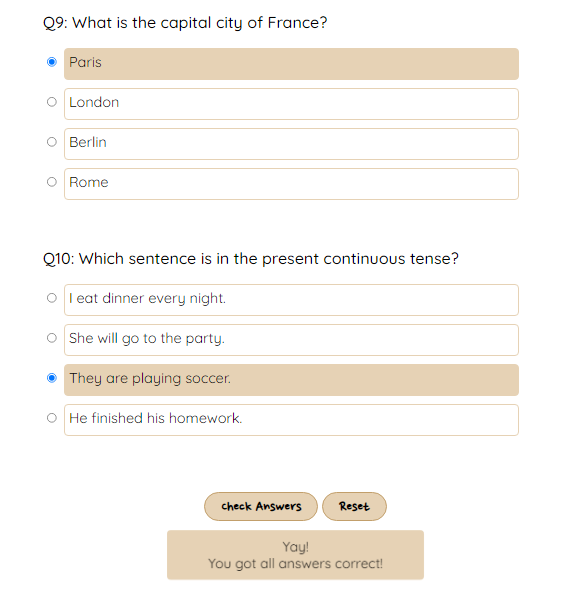 Q9: What is the capital city of France?
Paris
London
Berlin
Rome
Q10: Which sentence is in the present continuous tense?
I eat dinner every night.
She will go to the party.
They are playing soccer.
He finished his homework.
check Answers
Reset
Yay!
You got all answers correct!